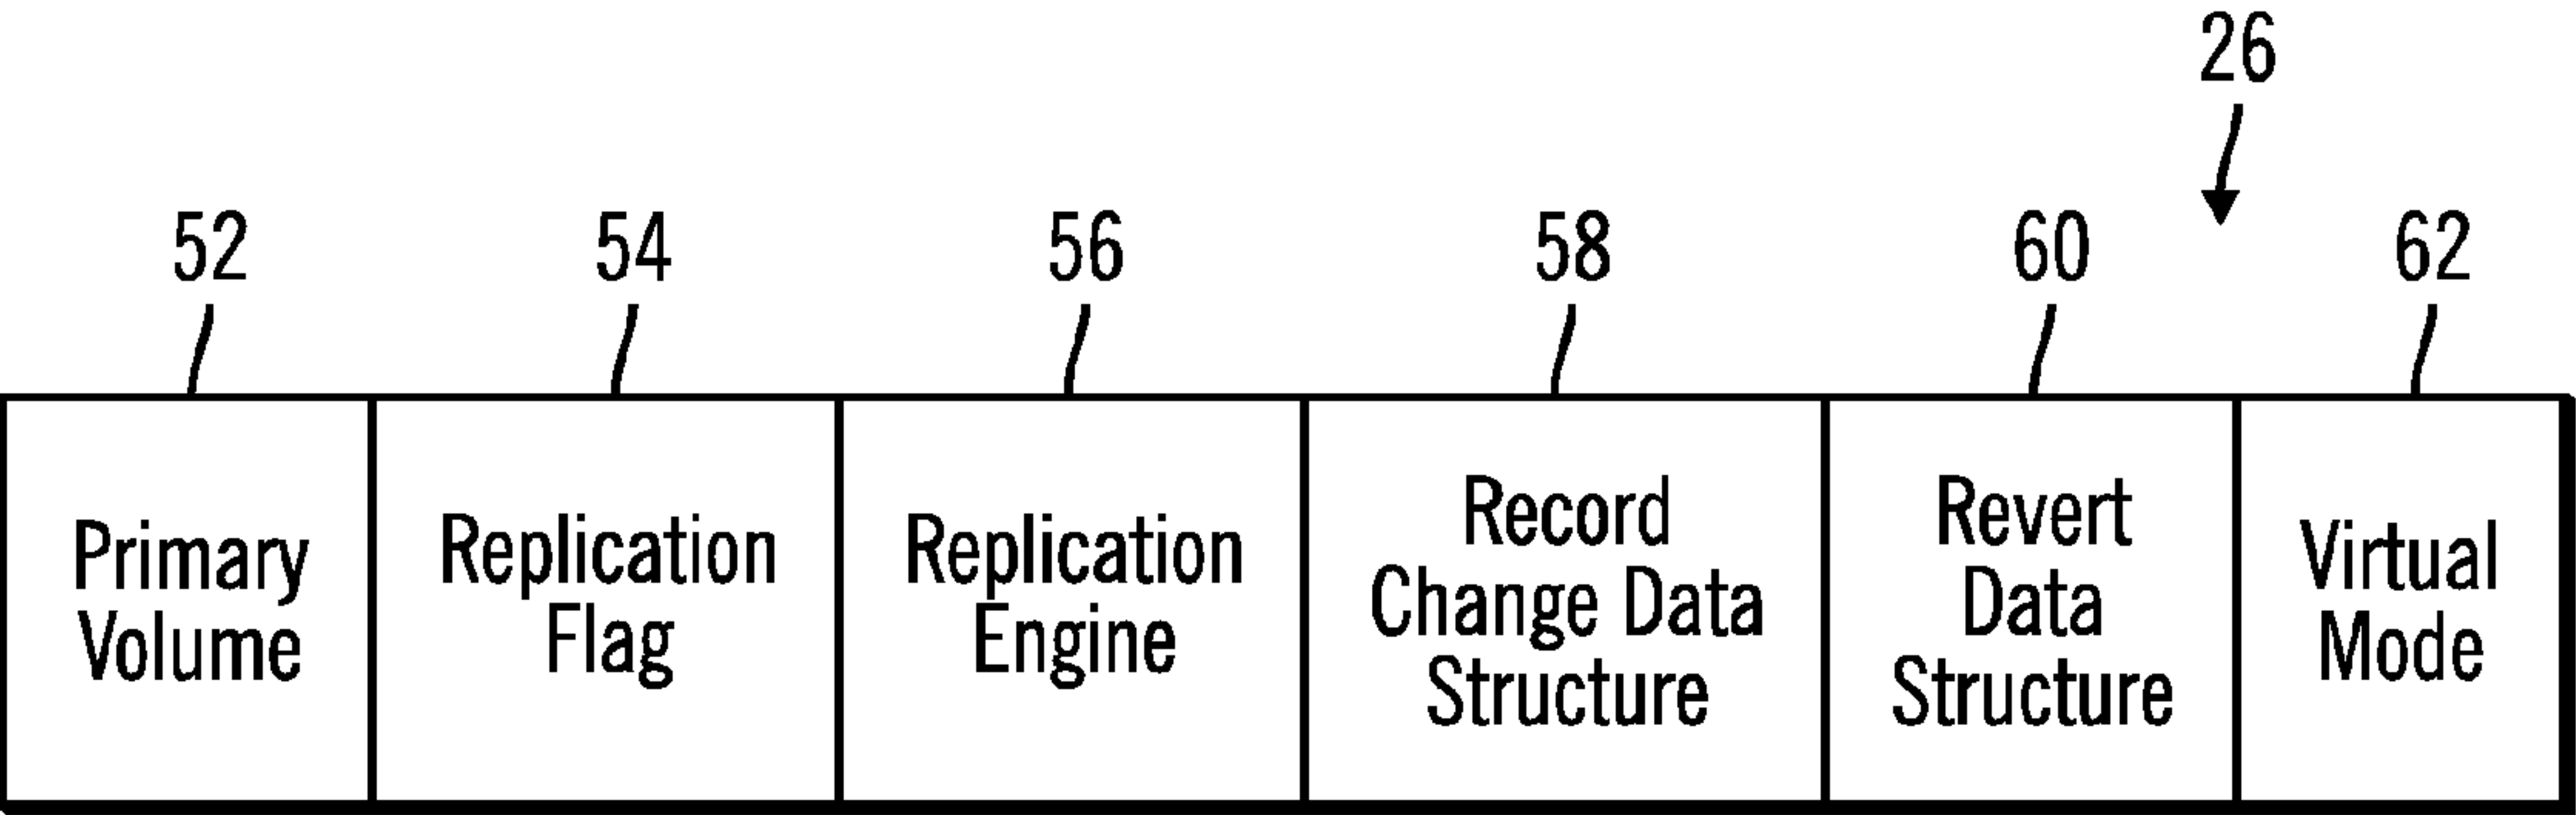 26
52
54
56
58
60
62
Primary
Volume
Replication
Flag
Replication
Engine
Record
Change Data
Structure
Revert
Data
Structure
Virtual
Mode